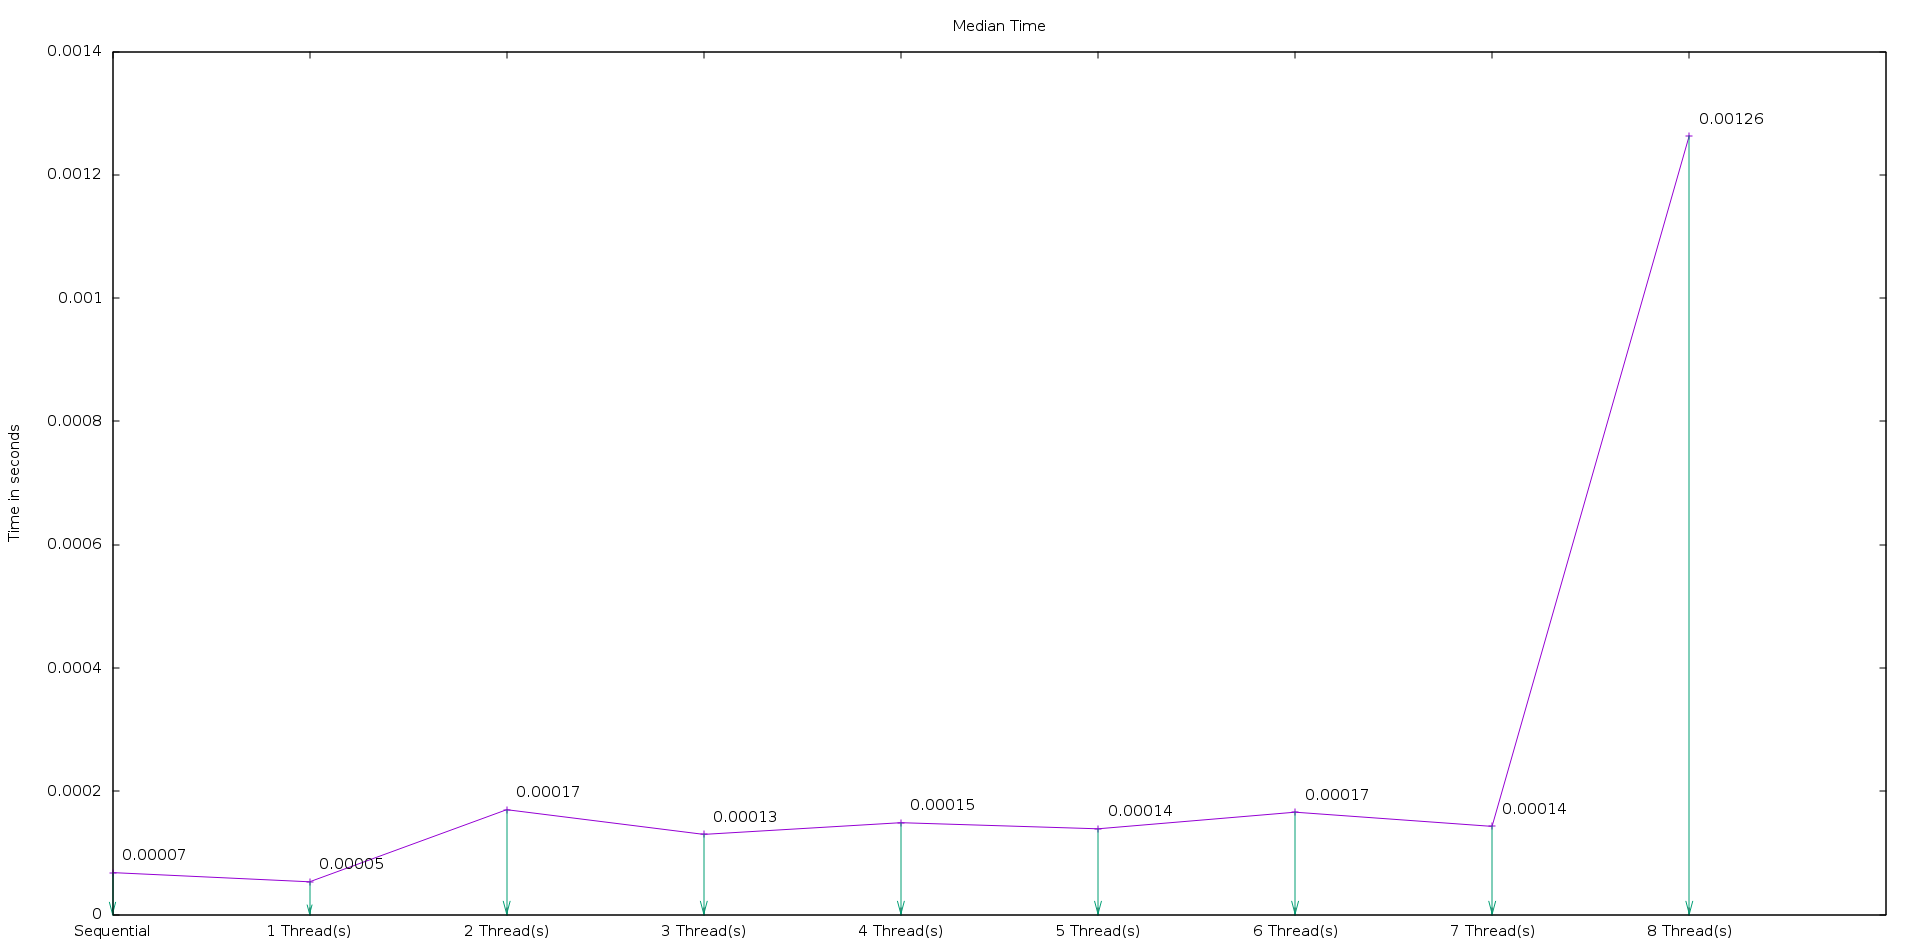 Median Time
0.0014
0.0012
0.001
0.0008
0.0006
0.0004
0.0002
0
Time in seconds
0.00007
0.00005
0.00017
0.00013
0.00015
0.00014
0.00017
0.00014
0.00126
Sequential
1 Thread(s)
2 Thread(s)
3 Thread(s)
4 Thread(s)
5 Thread(s)
6 Thread(s)
7 Thread(s)
8 Thread(s)